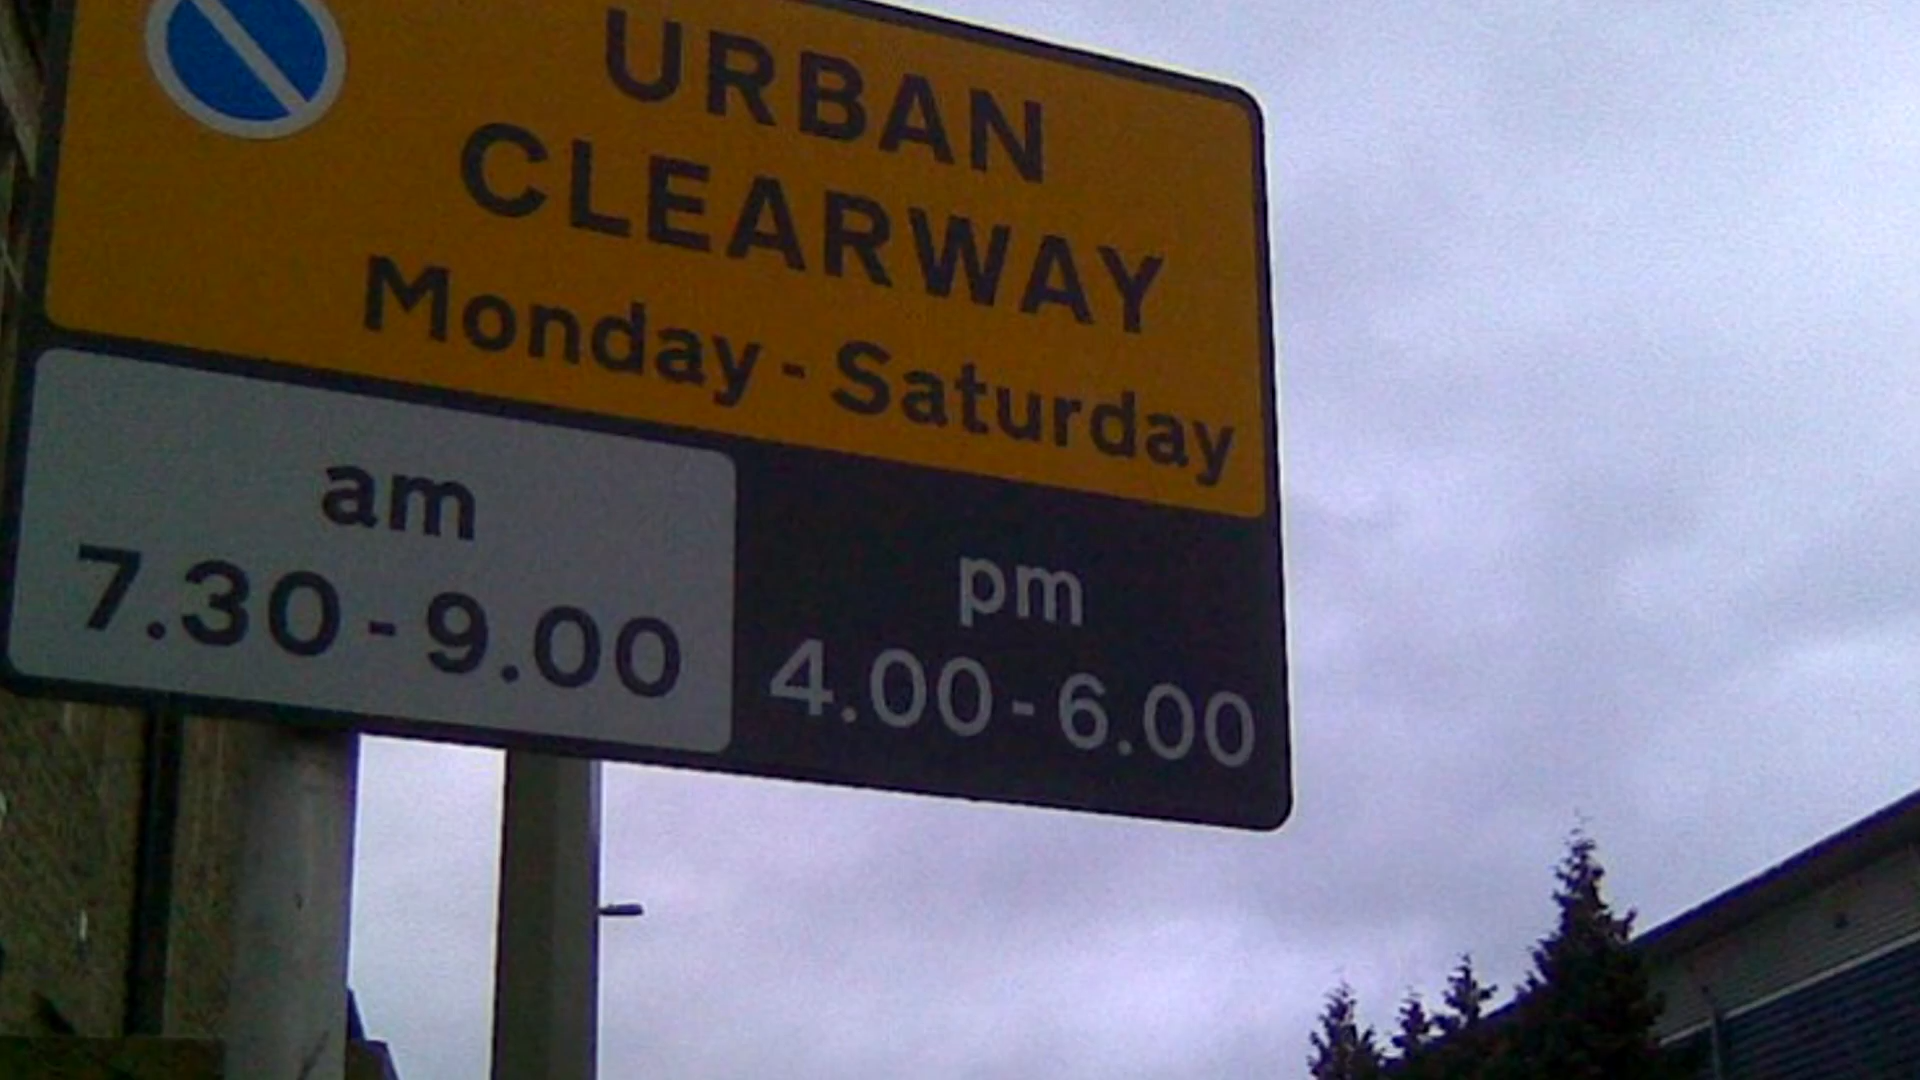 URBAN
CLEARWAY
Monday - Saturday
am
7.30 - 9.00
pm
4.00 - 6.00